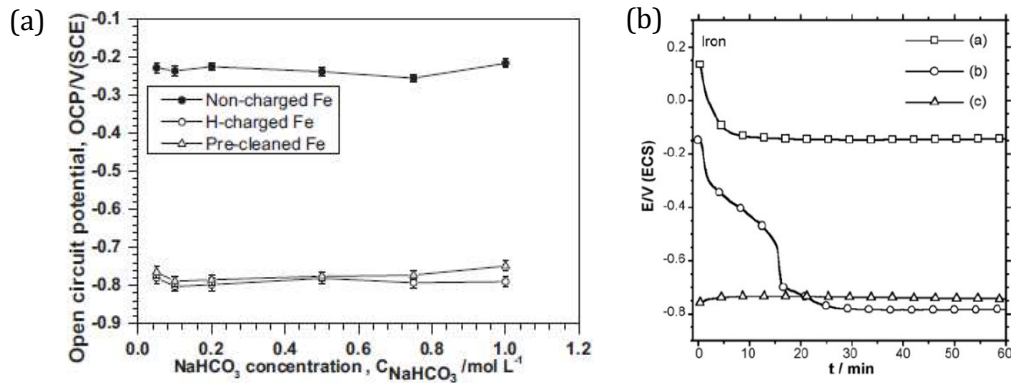 (a)
Open circuit potential, OCP/V(SCE)
-0.1
-0.2
-0.3
-0.4
-0.5
-0.6
-0.7
-0.8
-0.9
Non-charged Fe
H-charged Fe
Pre-cleaned Fe
0.0 0.2 0.4 0.6 0.8 1.0 1.2
NaHCO3 concentration , CNaHCO3 /mol L-1
(b)
E/V (ECS)
0.2
0.0
-0.2
-0.4
-0.6
-0.8
Iron
(a)
(b)
(c)
0 10 20 30 40 50 60
t / min